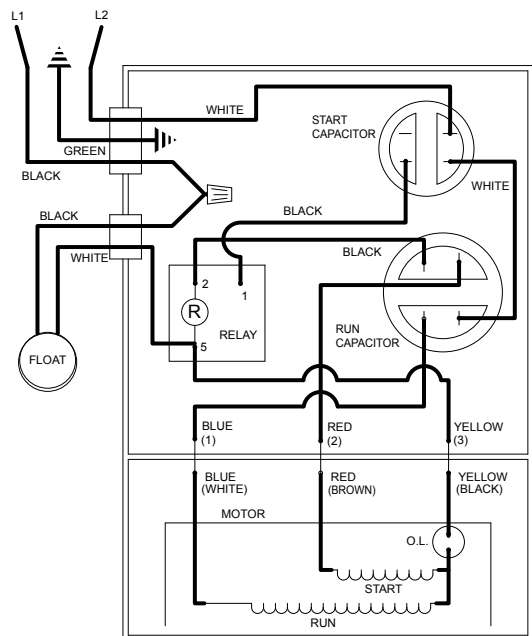 L1
L2
WHITE
START
CAPACITOR
GREEN
BLACK
WHITE
BLACK
BLACK
WHITE
BLACK
2
1
R
RELAY
RUN
CAPACITOR
FLOAT
5
BLUE
(1)
RED
(2)
YELLOW
(3)
BLUE
(WHITE)
RED
(BROWN)
YELLOW
(BLACK)
MOTOR
O.L.
START
RUN